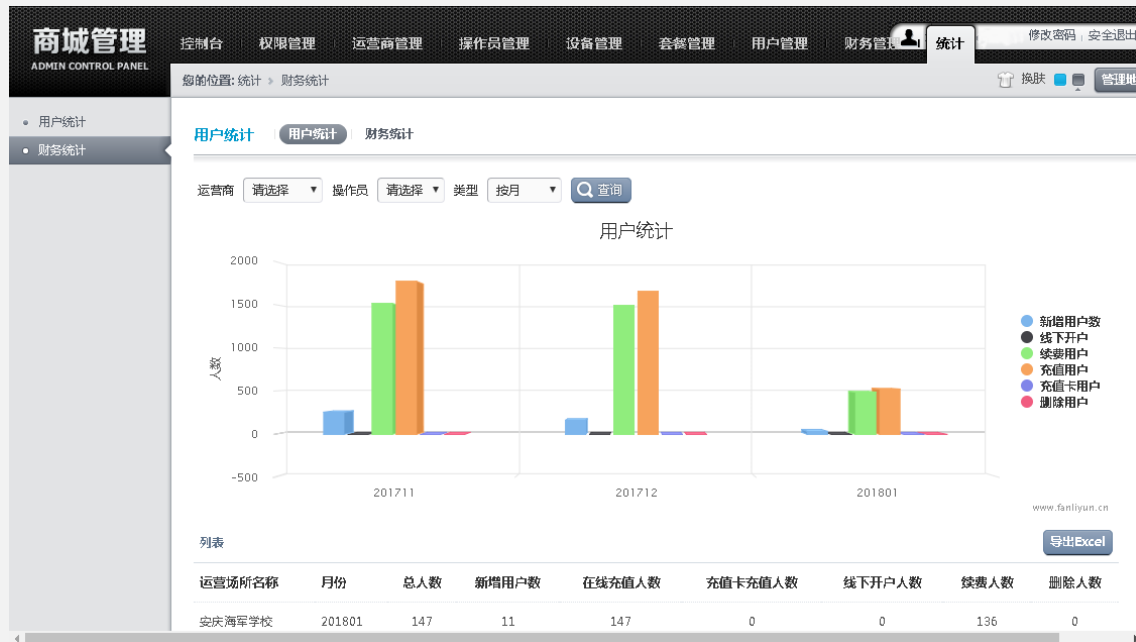 商城管理
ADMIN CONTROL PANEL
控制台 权限管理 运营商管理 操作员管理 设备管理 套餐管理 用户管理 财务管 统计 修改密码 安全退出
您的位置: 统计 > 财务统计 换肤 管理
用户统计
财务统计
用户统计 用户统计 财务统计
运营商 请选择 操作员 请选择 类型 按月 查询
用户统计
2000
1500
1000
500
0
-500
人数
201711 201712 201801
新增用户数
线下开户
续费用户
充值用户
充值卡用户
删除用户
www.fanliyun.cn
列表 导出Excel
运营场所名称 月份 总人数 新增用户数 在线充值人数 充值卡充值人数 线下开户人数 续费人数 删除人数
安庆海军学校 201801 147 11 147 0 0 136 0